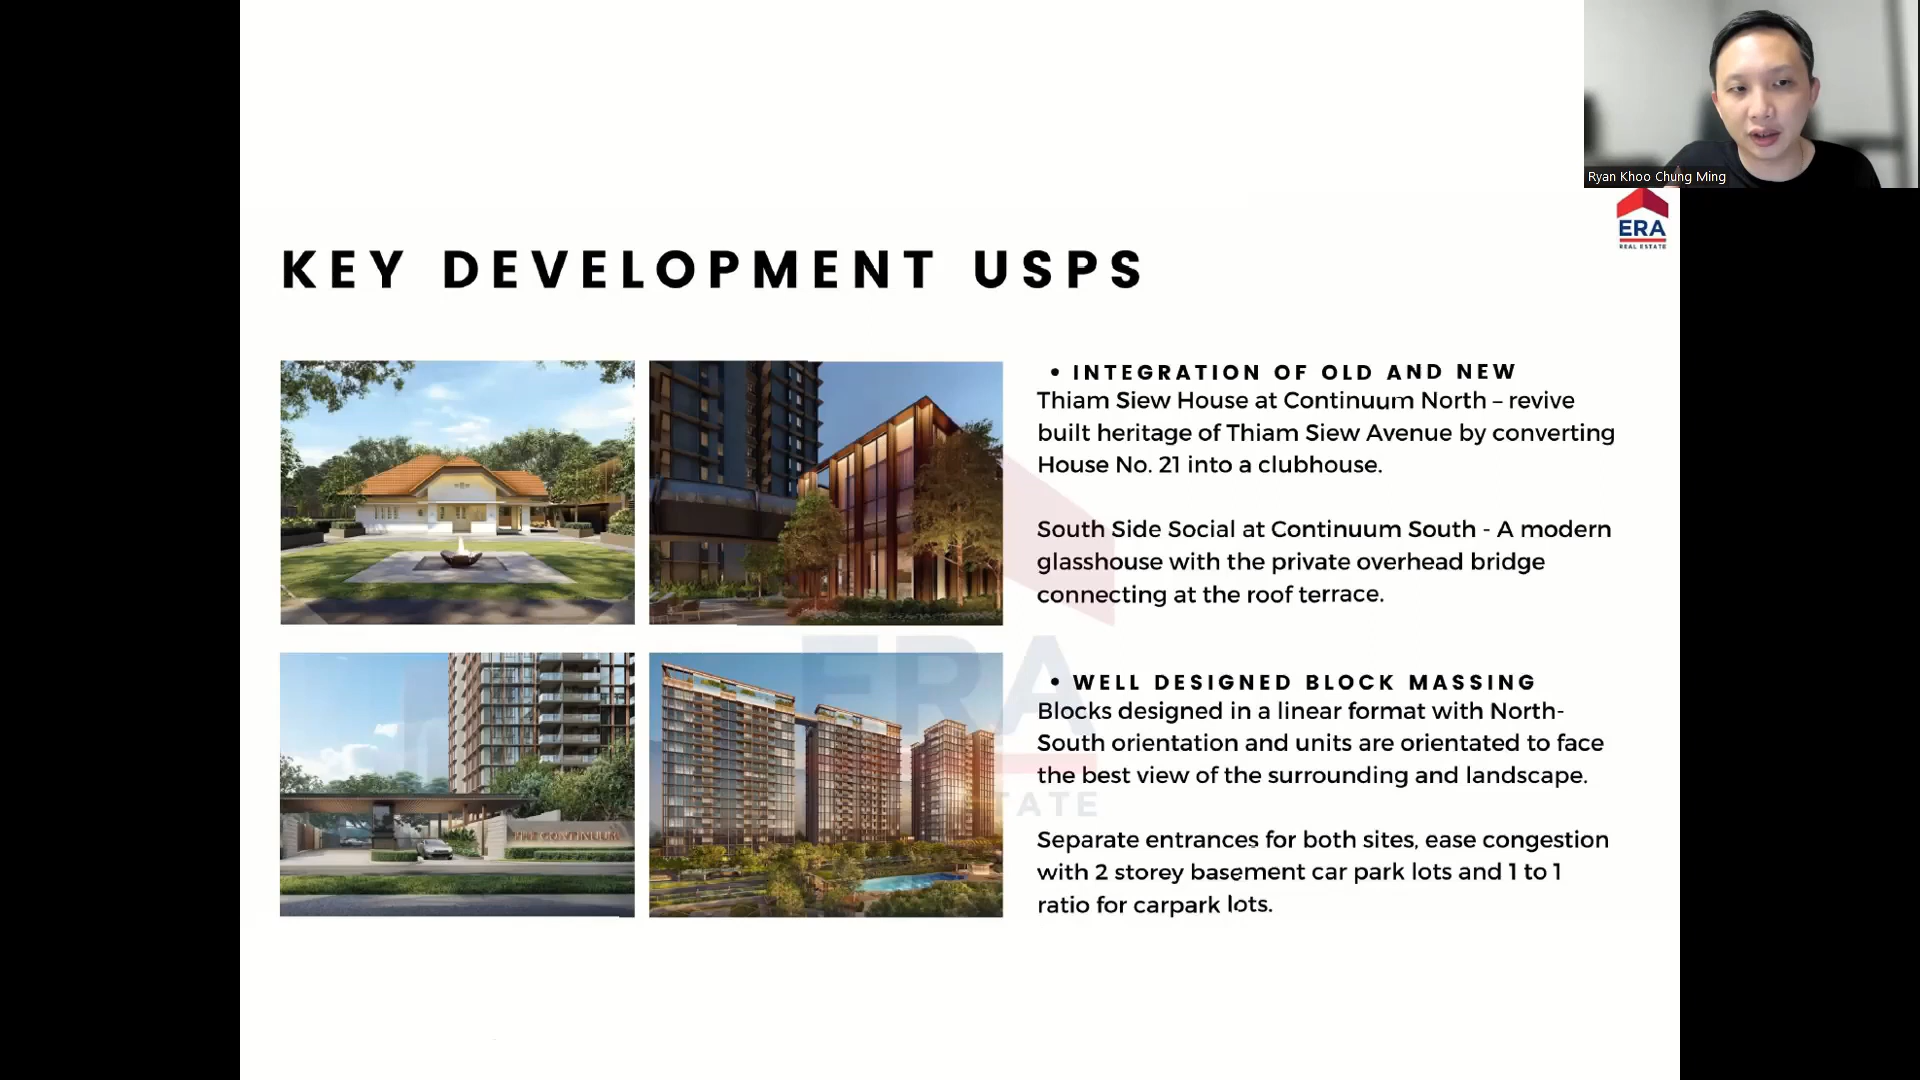 Ryan Khoo Chung Ming
ERA
REAL ESTATE
KEY DEVELOPMENT USPS
• INTEGRATION OF OLD AND NEW
Thiam Siew House at Continuum North – revive
built heritage of Thiam Siew Avenue by converting
House No. 21 into a clubhouse.
South Side Social at Continuum South - A modern
glasshouse with the private overhead bridge
connecting at the roof terrace.
• WELL DESIGNED BLOCK MASSING
Blocks designed in a linear format with North-
South orientation and units are orientated to face
the best view of the surrounding and landscape.
Separate entrances for both sites, ease congestion
with 2 storey basement car park lots and 1 to 1
ratio for carpark lots.
THE CONTINUUM
ERA
TATE